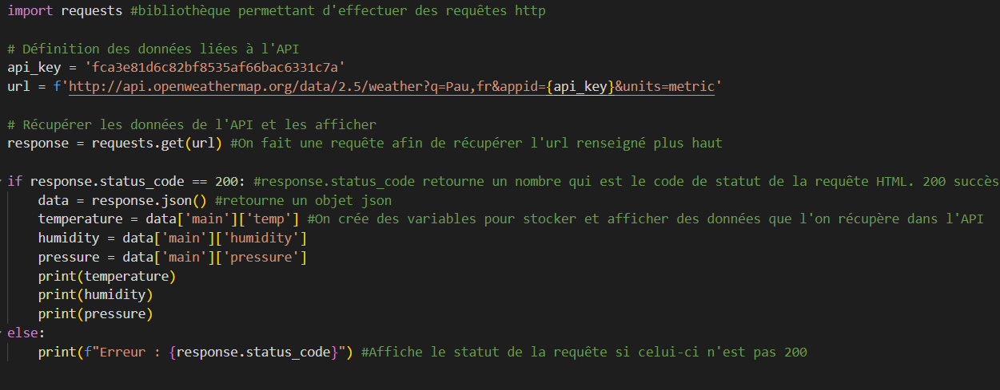 import requests #bibliothèque permettant d'effectuer des requêtes http
# Définition des données liées à l'API
api_key = 'fca3e81d6c82bf8535af66bac6331c7a'
url = f'http://api.openweathermap.org/data/2.5/weather?q=Pau,fr&appid={api_key}&units=metric'
# Récupérer les données de l'API et les afficher
response = requests.get(url) #On fait une requête afin de récupérer l'url renseigné plus haut
if response.status_code == 200: #response.status_code retourne un nombre qui est le code de statut de la requête HTML. 200 succès
    data = response.json() #retourne un objet json
    temperature = data['main']['temp'] #On crée des variables pour stocker et afficher des données que l'on récupère dans l'API
    humidity = data['main']['humidity']
    pressure = data['main']['pressure']
    print(temperature)
    print(humidity)
    print(pressure)
else:
    print(f"Erreur : {response.status_code}") #Affiche le statut de la requête si celui-ci n'est pas 200